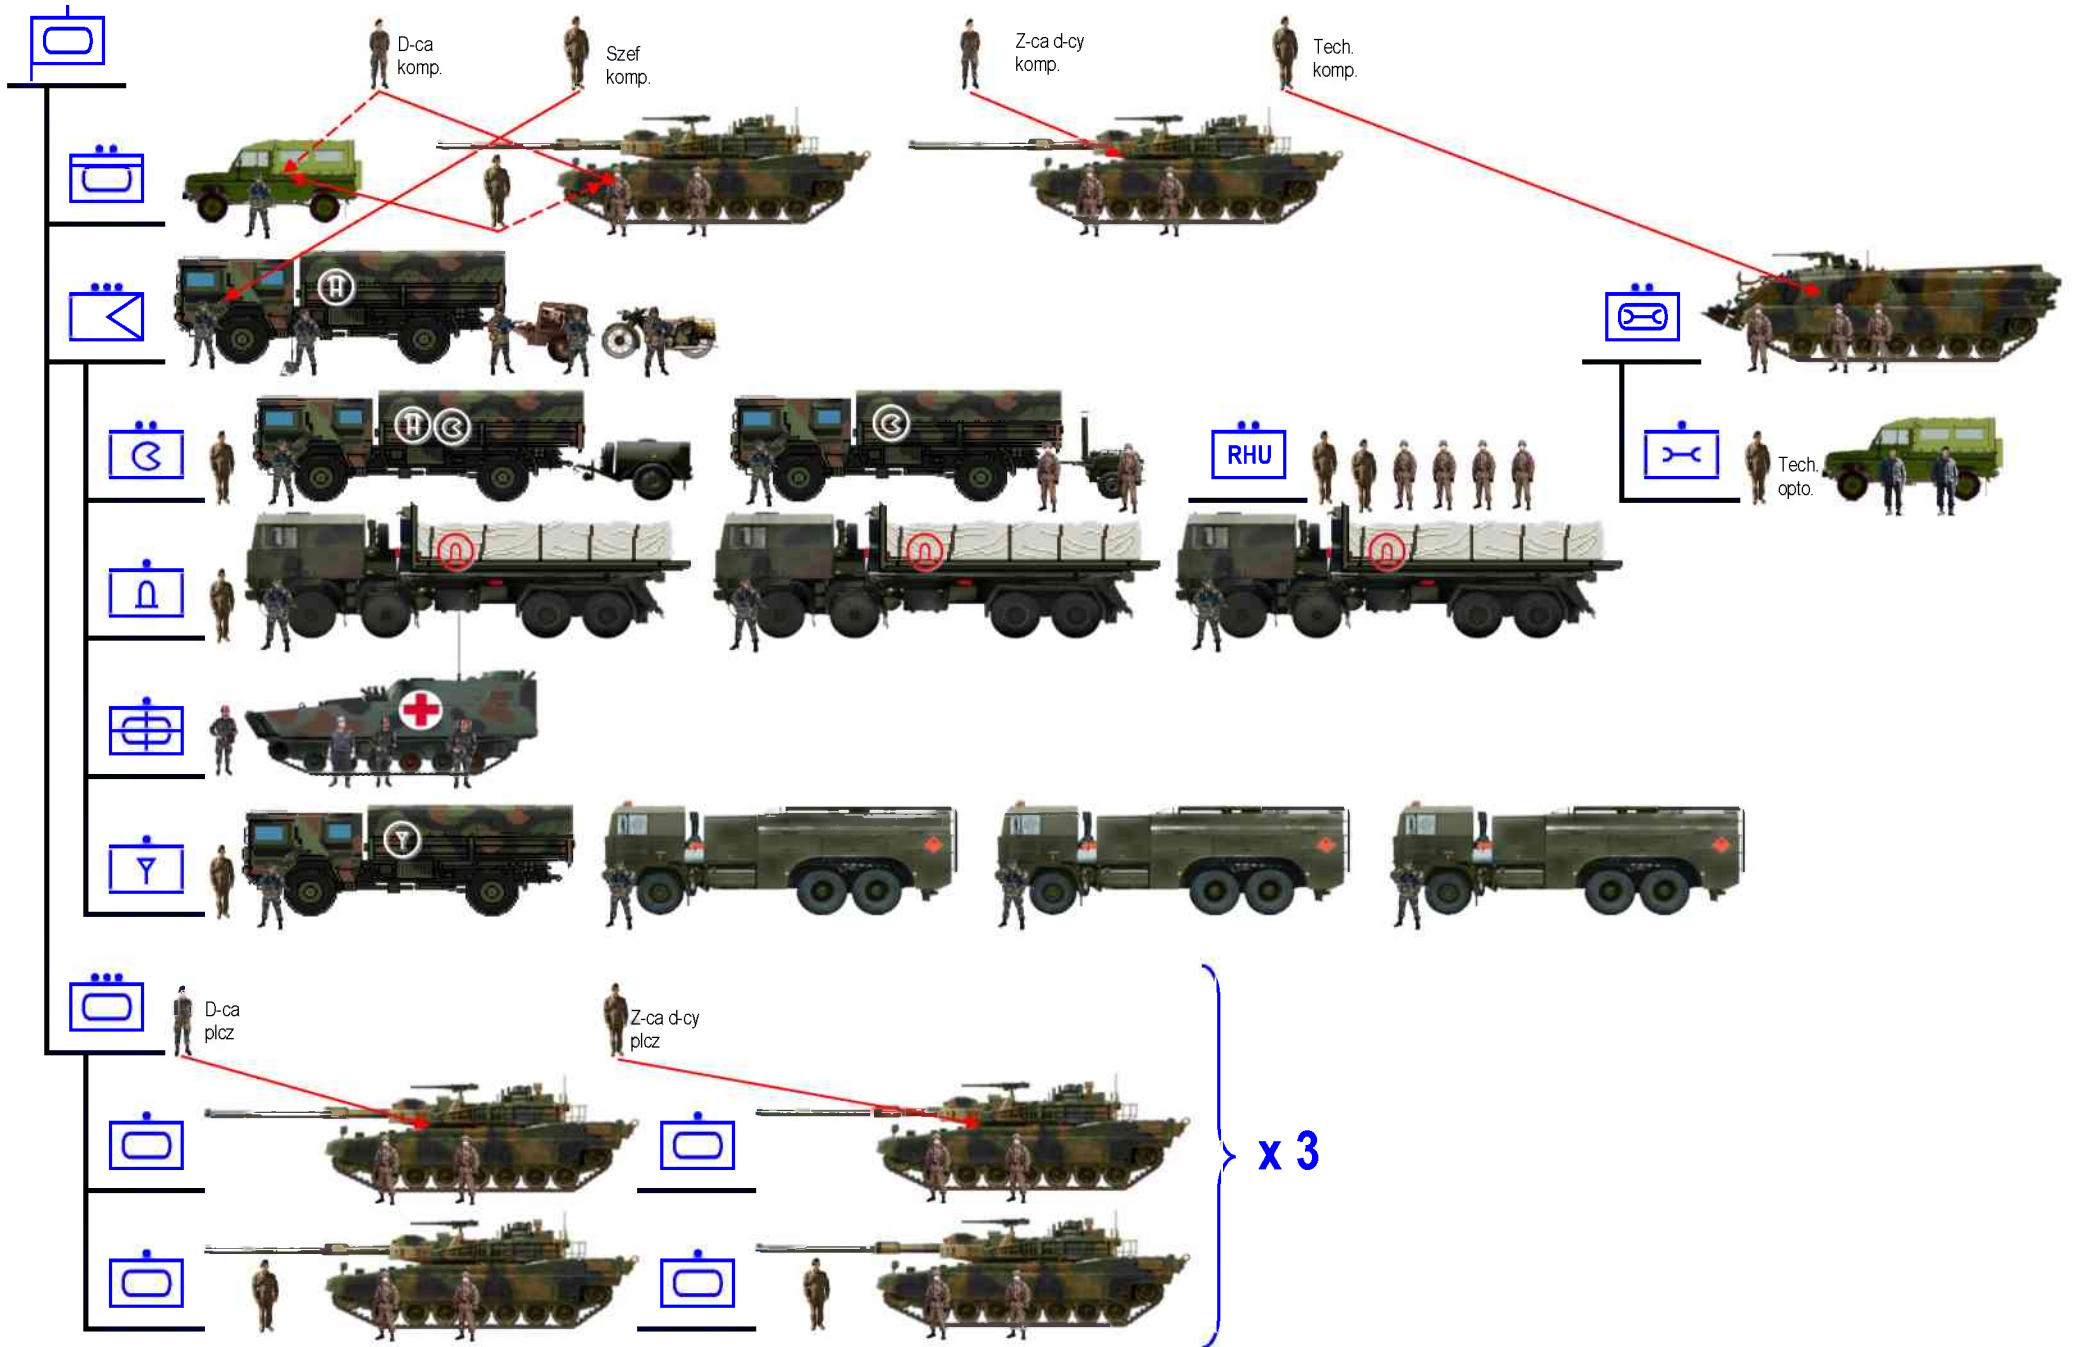 D-ca
komp.
Szef
komp.
Z-ca d-cy
komp.
Tech.
komp.
RHU
Tech.
opto.
D-ca
plcz
Z-ca d-cy
plcz
x 3